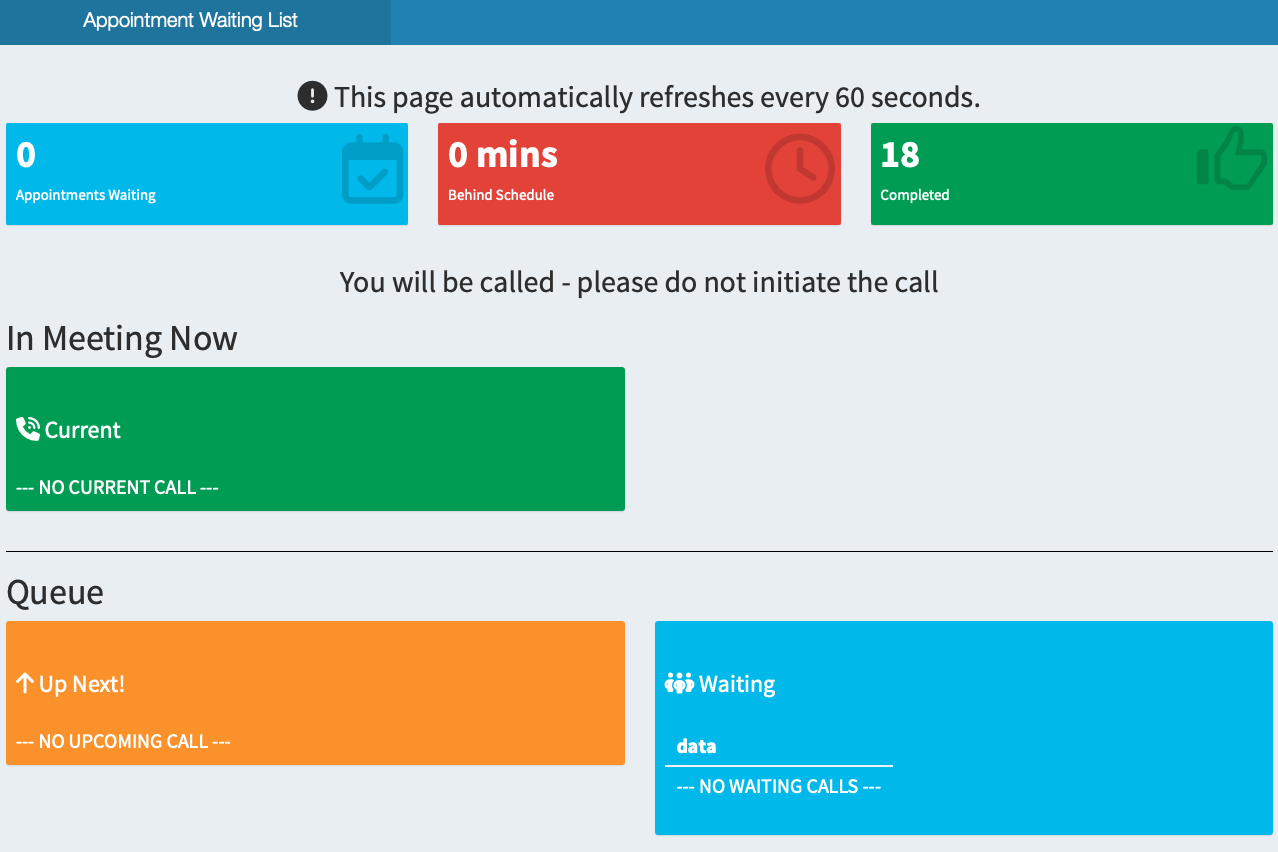 Appointment Waiting List
This page automatically refreshes every 60 seconds.
0
Appointments Waiting
0 mins
Behind Schedule
18
Completed
You will be called - please do not initiate the call
In Meeting Now
Current
--- NO CURRENT CALL ---
Queue
Up Next!
--- NO UPCOMING CALL ---
Waiting
data
--- NO WAITING CALLS ---